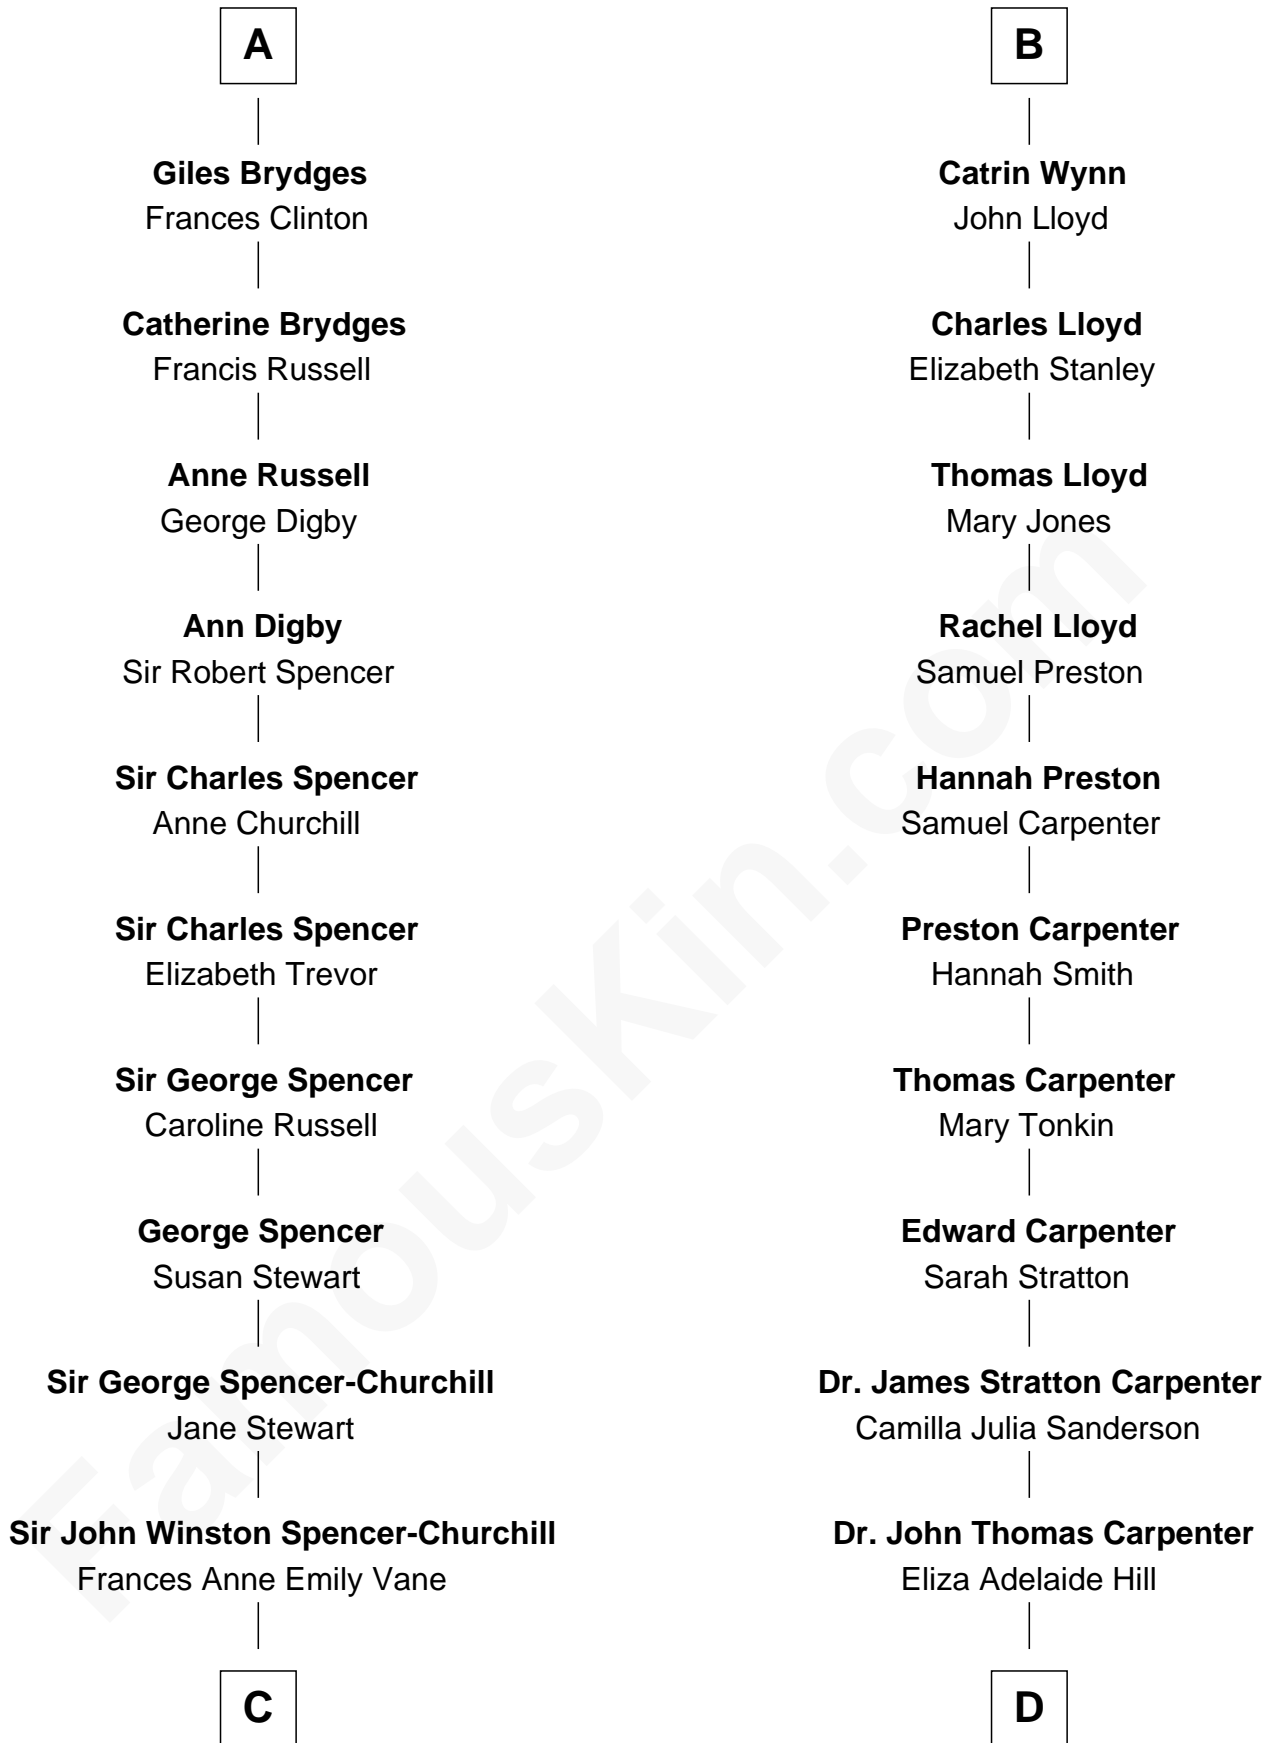 A
Giles Brydges
Frances Clinton
Catherine Brydges
Francis Russell
Anne Russell
George Digby
Ann Digby
Sir Robert Spencer
Sir Charles Spencer
Anne Churchill
Sir Charles Spencer
Elizabeth Trevor
Sir George Spencer
Caroline Russell
George Spencer
Susan Stewart
Sir George Spencer-Churchill
Jane Stewart
Sir John Winston Spencer-Churchill
Frances Anne Emily Vane
C
B
Catrin Wynn
John Lloyd
Charles Lloyd
Elizabeth Stanley
Thomas Lloyd
Mary Jones
Rachel Lloyd
Samuel Preston
Hannah Preston
Samuel Carpenter
Preston Carpenter
Hannah Smith
Thomas Carpenter
Mary Tonkin
Edward Carpenter
Sarah Stratton
Dr. James Stratton Carpenter
Camilla Julia Sanderson
Dr. John Thomas Carpenter
Eliza Adelaide Hill
D
FamousKin.com